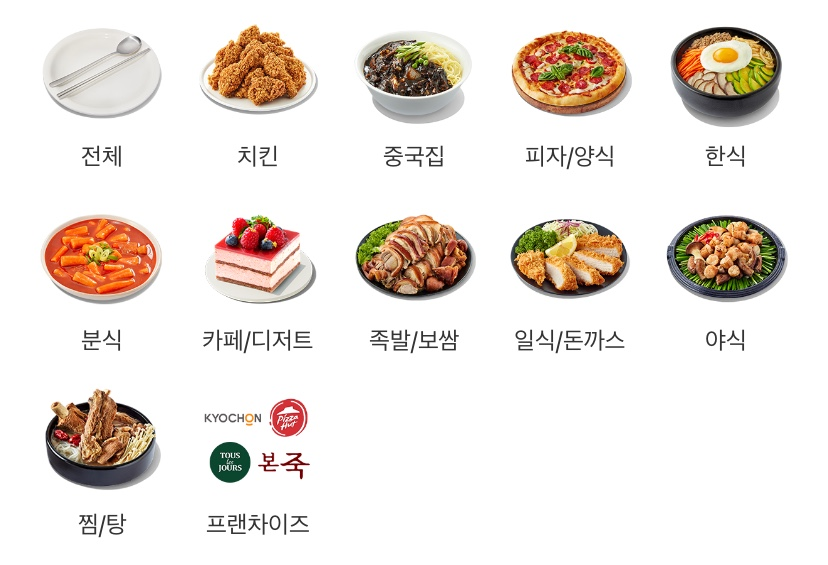 전체
치킨
중국집
피자/양식
한식
분식
카페/디저트
족발/보쌈
일식/돈까스
야식
KYOCHON
Pizza
Hut
TOUS
les
JOURS
본죽
찜/탕
프랜차이즈